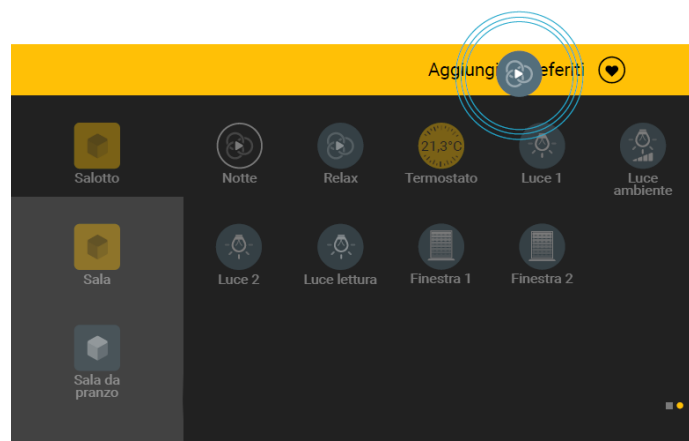 Aggiungi eferiti
21,3°C
Salotto Notte Relax Termostato Luce 1 Luce
ambiente
Sala Luce 2 Luce lettura Finestra 1 Finestra 2
Sala da
pranzo